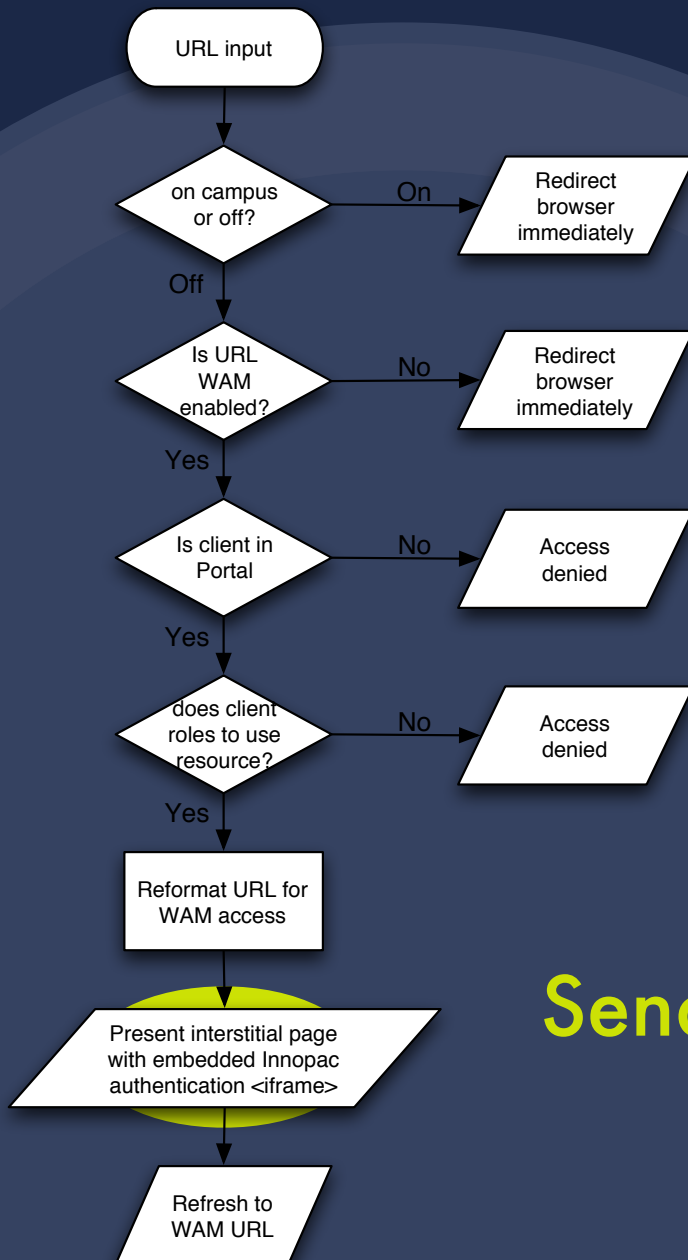 URL input
on campus
or off?
On
Redirect
browser
immediately
Off
Is URL
WAM
enabled?
No
Redirect
browser
immediately
Yes
Is client in
Portal
No
Access
denied
Yes
does client
roles to use
resource?
No
Access
denied
Yes
Reformat URL for
WAM access
Present interstitial page
with embedded Innopac
authentication <iframe>
Refresh to
WAM URL